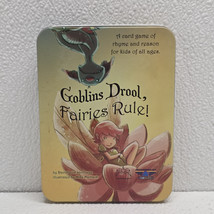 A card game of
rhyme and reason
for kids of all ages.
Goblins Drool,
Fairies Rule!